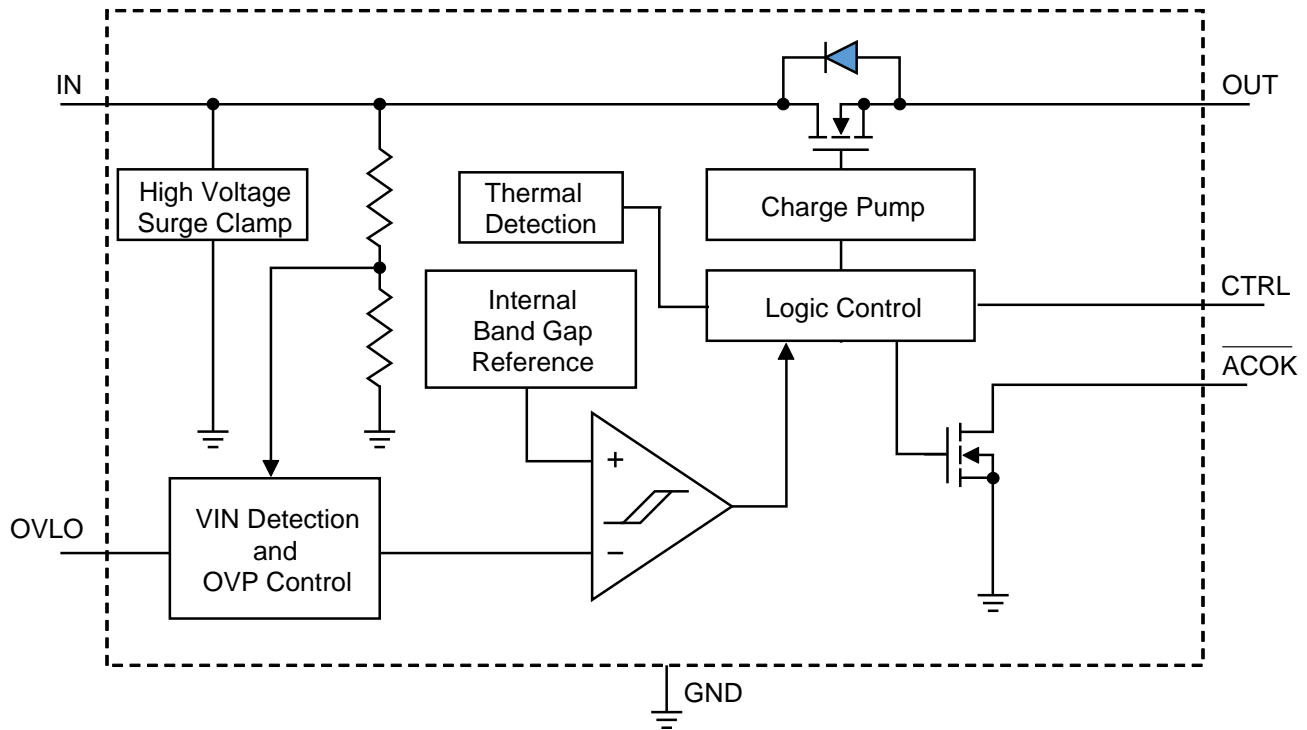 IN
OUT
High Voltage
Surge Clamp
Thermal
Detection
Charge Pump
Internal
Band Gap
Reference
Logic Control
CTRL
ACOK
+
−
OVLO
VIN Detection
and
OVP Control
GND